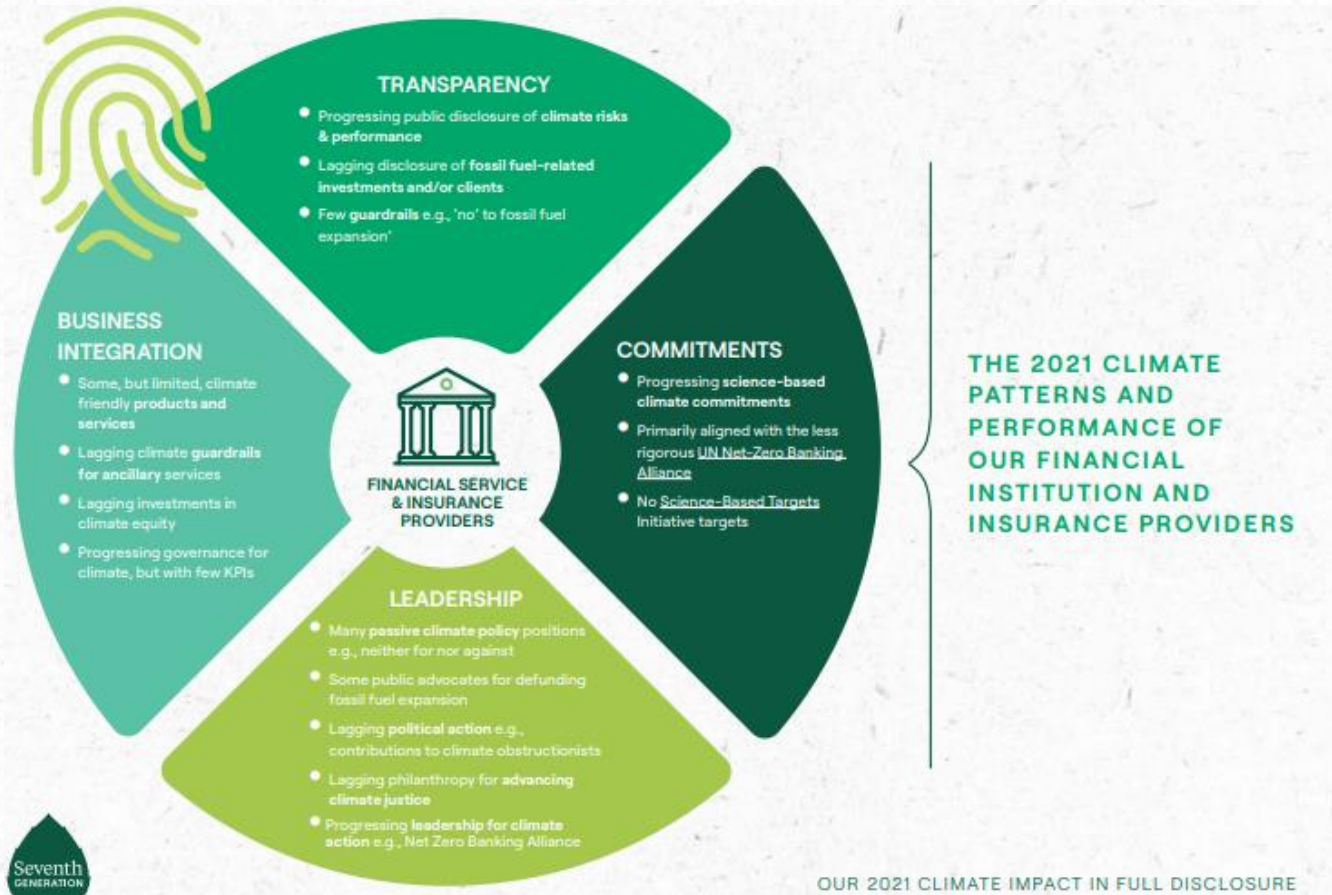 TRANSPARENCY
Progressing public disclosure of climate risks
& performance
Lagging disclosure of fossil fuel-related
investments and/or clients
Few guardrails e.g., 'no' to fossil fuel
expansion'
BUSINESS
INTEGRATION
Some, but limited, climate
friendly products and
services
Lagging climate guardrails
for ancillary services
Lagging investments in
climate equity
Progressing governance for
climate, but with few KPIs
FINANCIAL SERVICE
& INSURANCE
PROVIDERS
COMMITMENTS
Progressing science-based
climate commitments
Primarily aligned with the less
rigorous UN Net-Zero Banking
Alliance
No Science-Based Targets
Initiative targets
LEADERSHIP
Many passive climate policy positions
e.g., neither for nor against
Some public advocates for defunding
fossil fuel expansion
Lagging political action e.g.,
contributions to climate obstructionists
Lagging philanthropy for advancing
climate justice
Progressing leadership for climate
action e.g., Net Zero Banking Alliance
THE 2021 CLIMATE
PATTERNS AND
PERFORMANCE OF
OUR FINANCIAL
INSTITUTION AND
INSURANCE PROVIDERS
Seventh
GENERATION
OUR 2021 CLIMATE IMPACT IN FULL DISCLOSURE